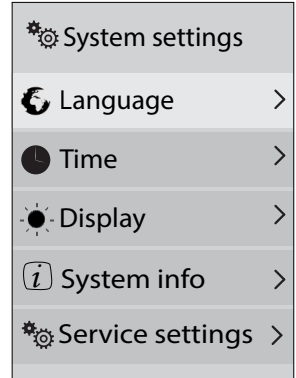 System settings
Language
Time
Display
System info
Service settings